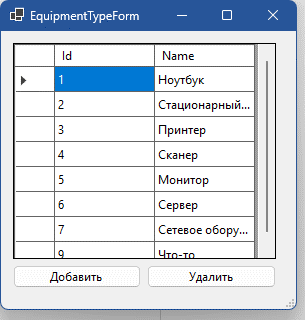 EquipmentTypeForm
Id Name
1 Ноутбук
2 Стационарный...
3 Принтер
4 Сканер
5 Монитор
6 Сервер
7 Сетевое обору...
9 Что-то
Добавить Удалить